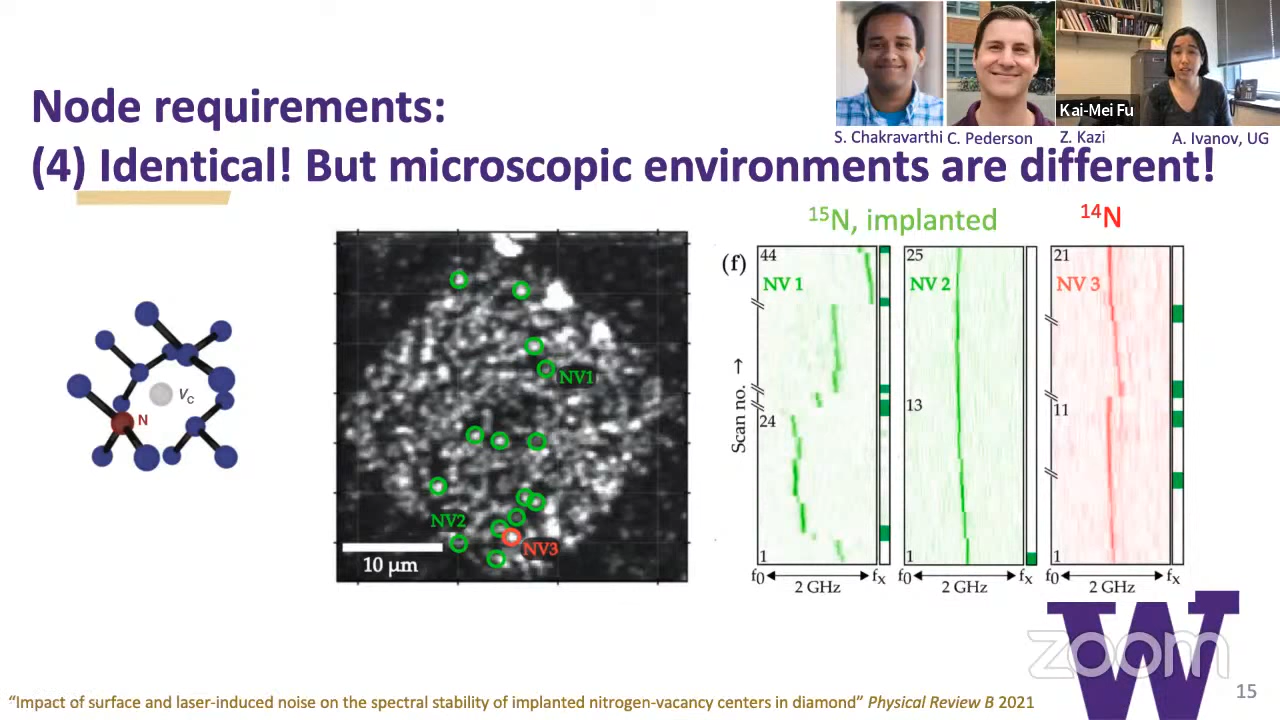 Kai-Mei Fu
S. Chakravarthi C. Pederson Z. Kazi A. Ivanov, UG
Node requirements:
(4) Identical! But microscopic environments are different!
15N, implanted
14N
VC
N
NV1
NV2
NV3
10 μm
(f)
44
NV 1
24
1
Scan no. →
f0 fx
2 GHz
25
NV 2
13
1
f0 fx
2 GHz
21
NV 3
11
1
f0 fx
2 GHz
W
zoom
15
“Impact of surface and laser-induced noise on the spectral stability of implanted nitrogen-vacancy centers in diamond” Physical Review B 2021